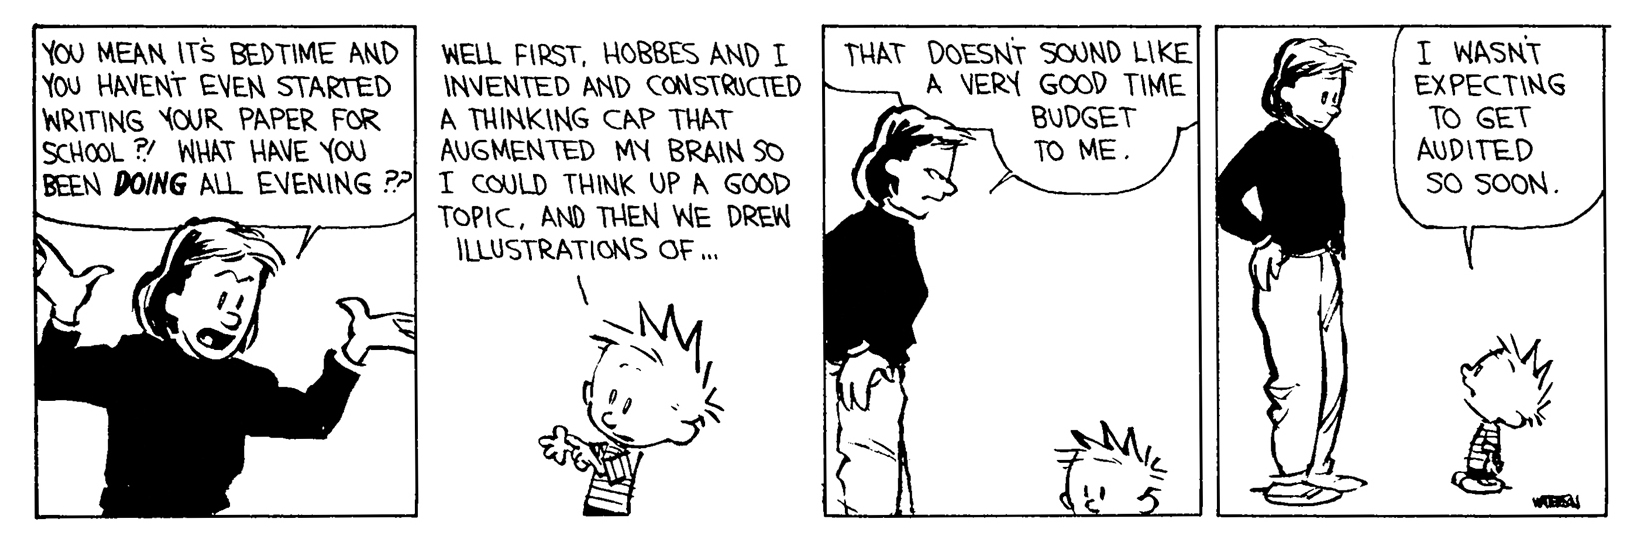 YOU MEAN IT'S BEDTIME AND
YOU HAVEN'T EVEN STARTED
WRITING YOUR PAPER FOR
SCHOOL?! WHAT HAVE YOU
BEEN DOING ALL EVENING??
WELL FIRST, HOBBES AND I
INVENTED AND CONSTRUCTED
A THINKING CAP THAT
AUGMENTED MY BRAIN SO
I COULD THINK UP A GOOD
TOPIC, AND THEN WE DREW
ILLUSTRATIONS OF...
THAT DOESN'T SOUND LIKE
A VERY GOOD TIME
BUDGET
TO ME.
I WASN'T
EXPECTING
TO GET
AUDITED
SO SOON.
WATTERSON